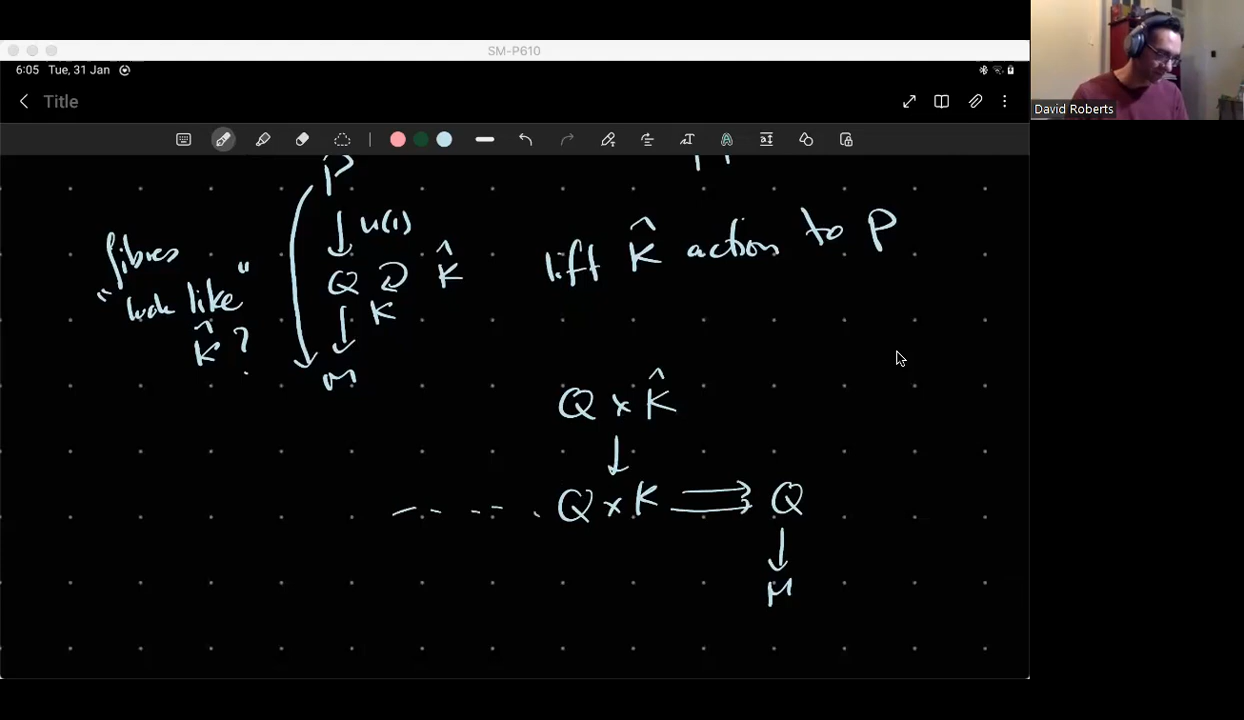 SM-P610
6:05 Tue, 31 Jan
Title
David Roberts
P̂
U(1)
fibres
"look like"
K̂ ?
Q ↻ K̂
K
M
lift K̂ action to P
Q × K̂
Q × K ⇉ Q
M